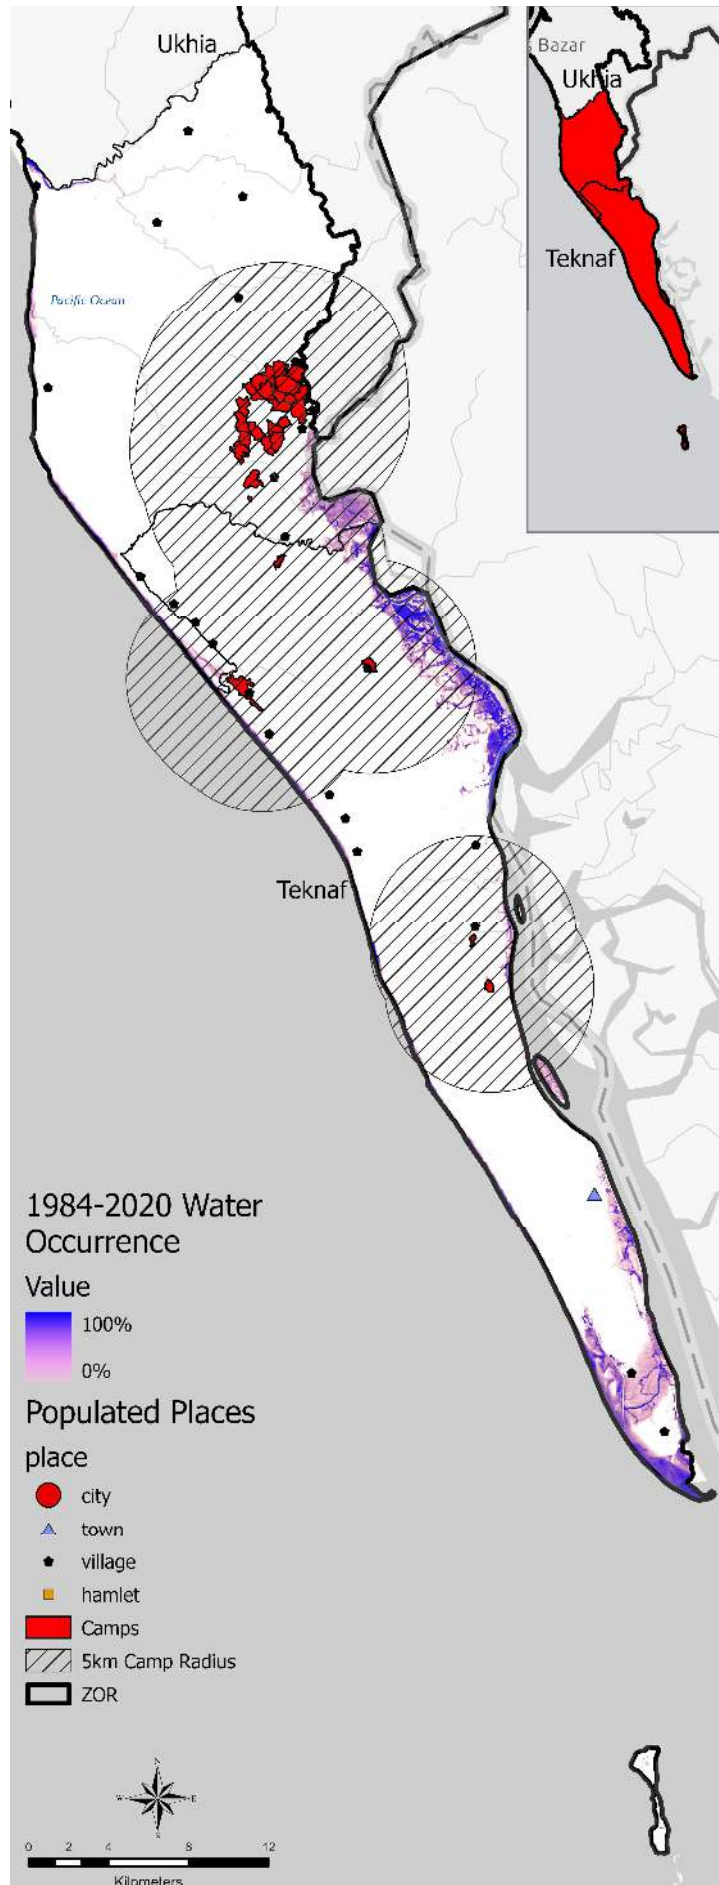 Ukhia
s Bazar
Ukhia
Teknaf
Pacific Ocean
Teknaf
1984-2020 Water
Occurrence
Value
100%
0%
Populated Places
place
city
town
village
hamlet
Camps
5km Camp Radius
ZOR
N
W
E
S
0 2 4 8 12
Kilometers